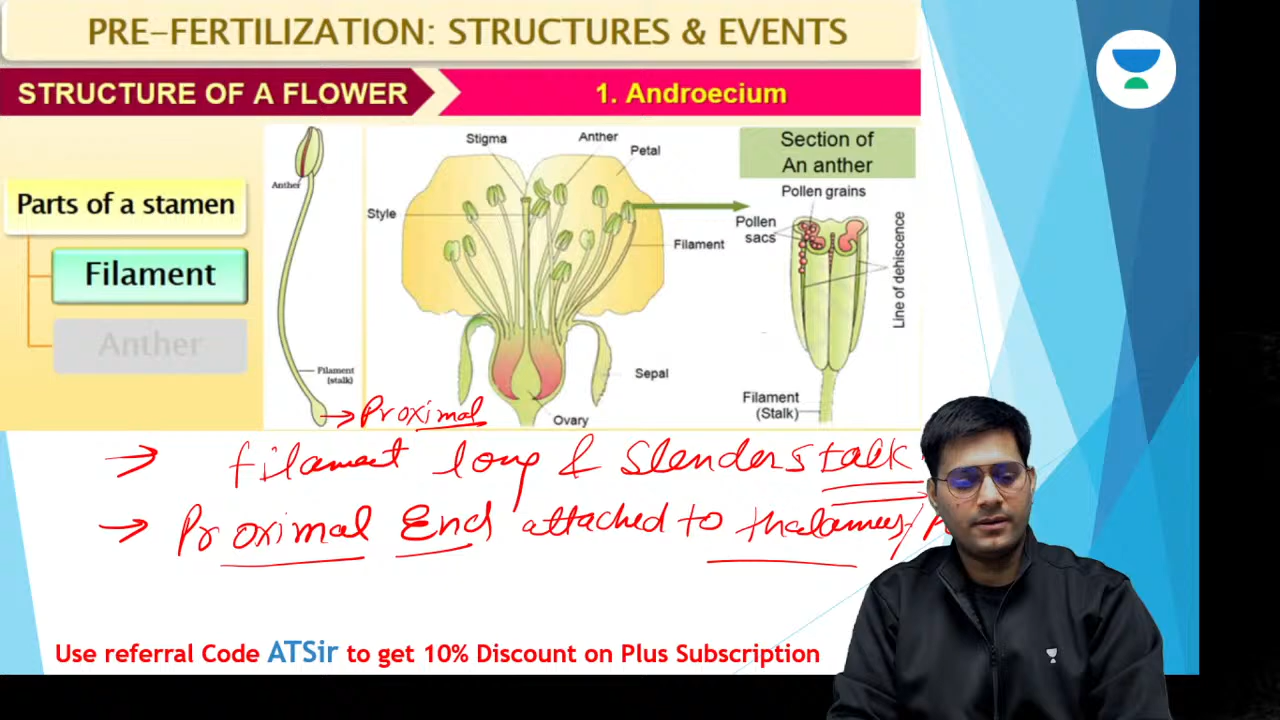 PRE-FERTILIZATION: STRUCTURES & EVENTS
STRUCTURE OF A FLOWER
1. Androecium
Parts of a stamen
Filament
Anther
Anther
Filament
(stalk)
Stigma
Anther
Petal
Style
Filament
Sepal
Ovary
Section of
An anther
Pollen grains
Pollen
sacs
Line of dehiscence
Filament
(Stalk)
→ Proximal
→ filament long & Slender stalk
→ Proximal End attached to thalamus/
Use referral Code ATSir to get 10% Discount on Plus Subscription